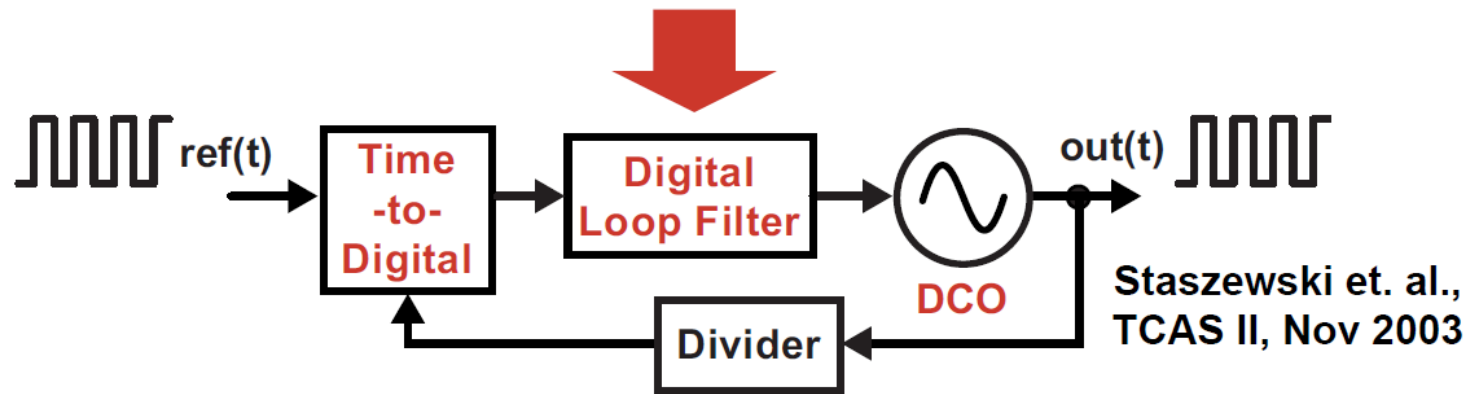 ref(t)
Time
-to-
Digital
Digital
Loop Filter
DCO
out(t)
Divider
Staszewski et. al.,
TCAS II, Nov 2003